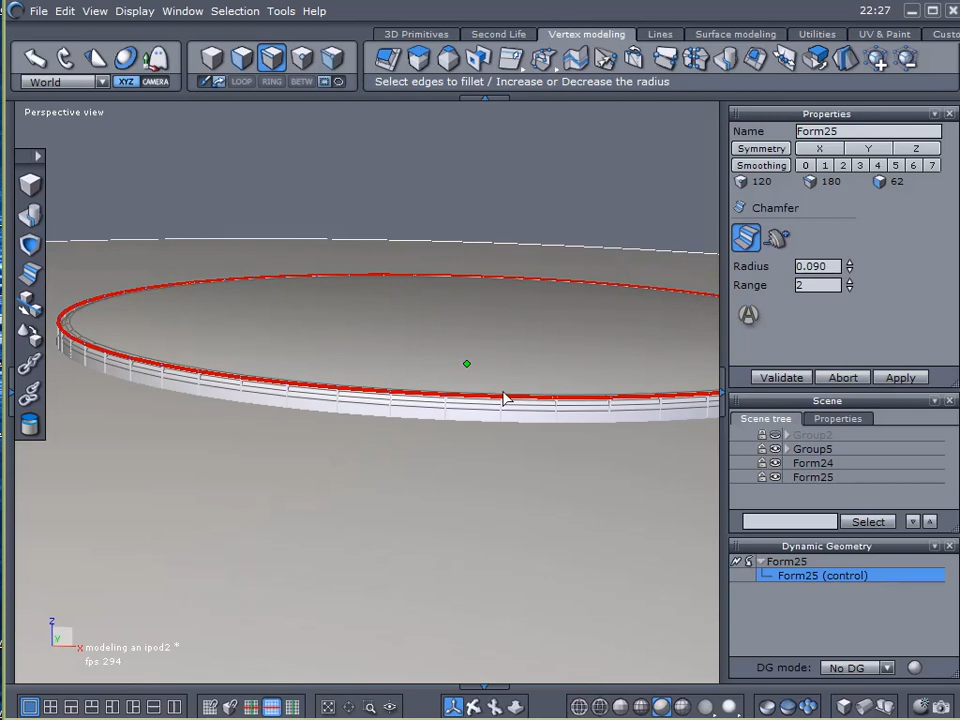 File Edit View Display Window Selection Tools Help 22:27
3D Primitives Second Life Vertex modeling Lines Surface modeling Utilities UV & Paint Custo
World XYZ CAMERA LOOP RING BETW Select edges to fillet / Increase or Decrease the radius
Perspective view
Properties
Name Form25
Symmetry X Y Z
Smoothing 0 1 2 3 4 5 6 7
120 180 62
Chamfer
Radius 0.090
Range 2
Validate Abort Apply
Scene
Scene tree Properties
Group2
Group5
Form24
Form25
Select
Dynamic Geometry
Form25
Form25 (control)
Z
Y
X modeling an ipod2 *
fps 294
DG mode: No DG